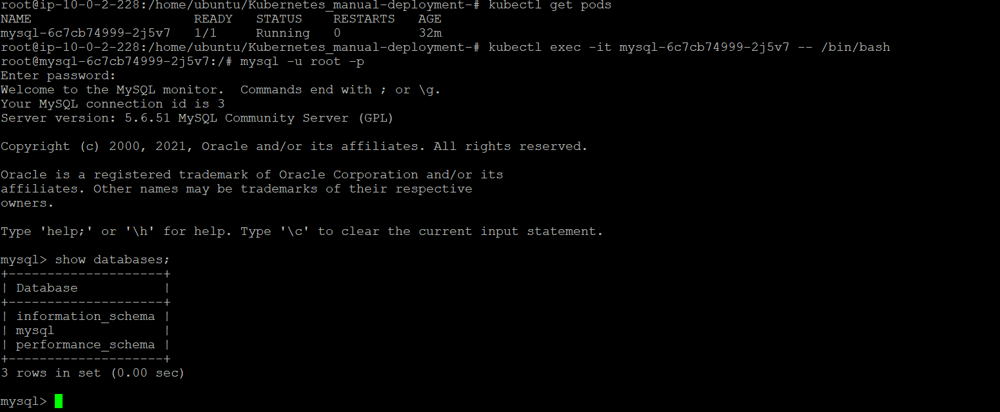 root@ip-10-0-2-228:/home/ubuntu/Kubernetes_manual-deployment-# kubectl get pods
NAME                     READY   STATUS    RESTARTS   AGE
mysql-6c7cb74999-2j5v7   1/1     Running   0          32m
root@ip-10-0-2-228:/home/ubuntu/Kubernetes_manual-deployment-# kubectl exec -it mysql-6c7cb74999-2j5v7 -- /bin/bash
root@mysql-6c7cb74999-2j5v7:/# mysql -u root -p
Enter password:
Welcome to the MySQL monitor.  Commands end with ; or \g.
Your MySQL connection id is 3
Server version: 5.6.51 MySQL Community Server (GPL)
Copyright (c) 2000, 2021, Oracle and/or its affiliates. All rights reserved.
Oracle is a registered trademark of Oracle Corporation and/or its
affiliates. Other names may be trademarks of their respective
owners.
Type 'help;' or '\h' for help. Type '\c' to clear the current input statement.
mysql> show databases;
+--------------------+
| Database           |
+--------------------+
| information_schema |
| mysql              |
| performance_schema |
+--------------------+
3 rows in set (0.00 sec)
mysql>